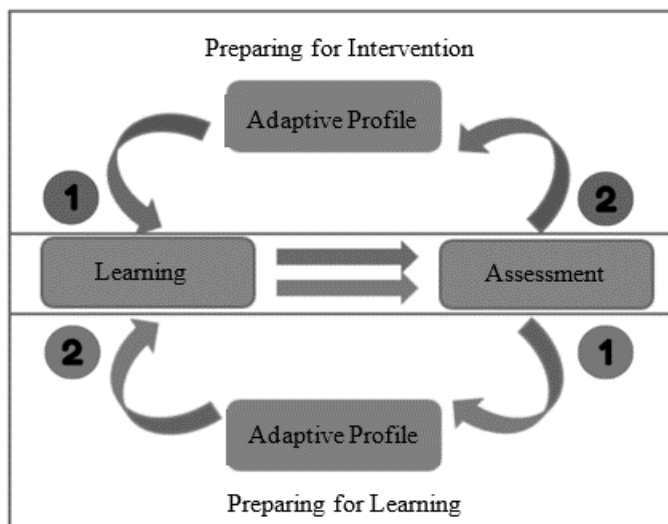 Preparing for Intervention
Adaptive Profile
1
2
Learning
Assessment
2
1
Adaptive Profile
Preparing for Learning